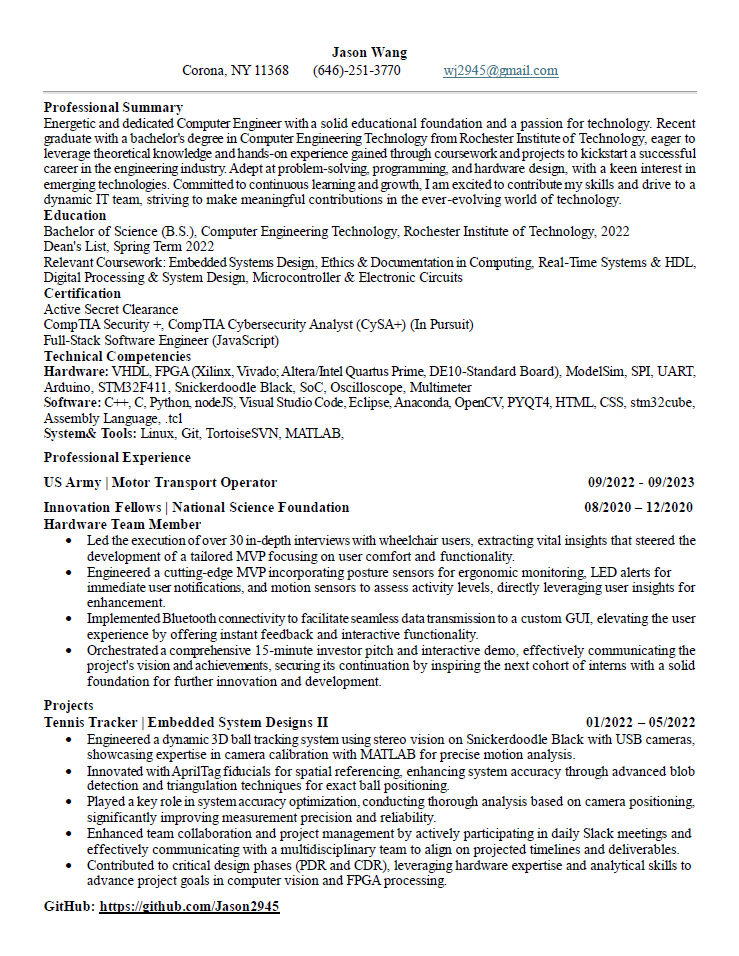 Jason Wang
Corona, NY 11368 (646)-251-3770 wj2945@gmail.com
Professional Summary
Energetic and dedicated Computer Engineer with a solid educational foundation and a passion for technology. Recent
graduate with a bachelor's degree in Computer Engineering Technology from Rochester Institute of Technology, eager to
leverage theoretical knowledge and hands-on experience gained through coursework and projects to kickstart a successful
career in the engineering industry. Adept at problem-solving, programming, and hardware design, with a keen interest in
emerging technologies. Committed to continuous learning and growth, I am excited to contribute my skills and drive to a
dynamic IT team, striving to make meaningful contributions in the ever-evolving world of technology.
Education
Bachelor of Science (B.S.), Computer Engineering Technology, Rochester Institute of Technology, 2022
Dean's List, Spring Term 2022
Relevant Coursework: Embedded Systems Design, Ethics & Documentation in Computing, Real-Time Systems & HDL,
Digital Processing & System Design, Microcontroller & Electronic Circuits
Certification
Active Secret Clearance
CompTIA Security +, CompTIA Cybersecurity Analyst (CySA+) (In Pursuit)
Full-Stack Software Engineer (JavaScript)
Technical Competencies
Hardware: VHDL, FPGA (Xilinx, Vivado; Altera/Intel Quartus Prime, DE10-Standard Board), ModelSim, SPI, UART,
Arduino, STM32F411, Snickerdoodle Black, SoC, Oscilloscope, Multimeter
Software: C++, C, Python, nodeJS, Visual Studio Code, Eclipse, Anaconda, OpenCV, PYQT4, HTML, CSS, stm32cube,
Assembly Language, .tcl
System& Tools: Linux, Git, TortoiseSVN, MATLAB,
Professional Experience
US Army | Motor Transport Operator 09/2022 - 09/2023
Innovation Fellows | National Science Foundation 08/2020 – 12/2020
Hardware Team Member
• Led the execution of over 30 in-depth interviews with wheelchair users, extracting vital insights that steered the
development of a tailored MVP focusing on user comfort and functionality.
• Engineered a cutting-edge MVP incorporating posture sensors for ergonomic monitoring, LED alerts for
immediate user notifications, and motion sensors to assess activity levels, directly leveraging user insights for
enhancement.
• Implemented Bluetooth connectivity to facilitate seamless data transmission to a custom GUI, elevating the user
experience by offering instant feedback and interactive functionality.
• Orchestrated a comprehensive 15-minute investor pitch and interactive demo, effectively communicating the
project's vision and achievements, securing its continuation by inspiring the next cohort of interns with a solid
foundation for further innovation and development.
Projects
Tennis Tracker | Embedded System Designs II 01/2022 – 05/2022
• Engineered a dynamic 3D ball tracking system using stereo vision on Snickerdoodle Black with USB cameras,
showcasing expertise in camera calibration with MATLAB for precise motion analysis.
• Innovated with AprilTag fiducials for spatial referencing, enhancing system accuracy through advanced blob
detection and triangulation techniques for exact ball positioning.
• Played a key role in system accuracy optimization, conducting thorough analysis based on camera positioning,
significantly improving measurement precision and reliability.
• Enhanced team collaboration and project management by actively participating in daily Slack meetings and
effectively communicating with a multidisciplinary team to align on projected timelines and deliverables.
• Contributed to critical design phases (PDR and CDR), leveraging hardware expertise and analytical skills to
advance project goals in computer vision and FPGA processing.
GitHub: https://github.com/Jason2945